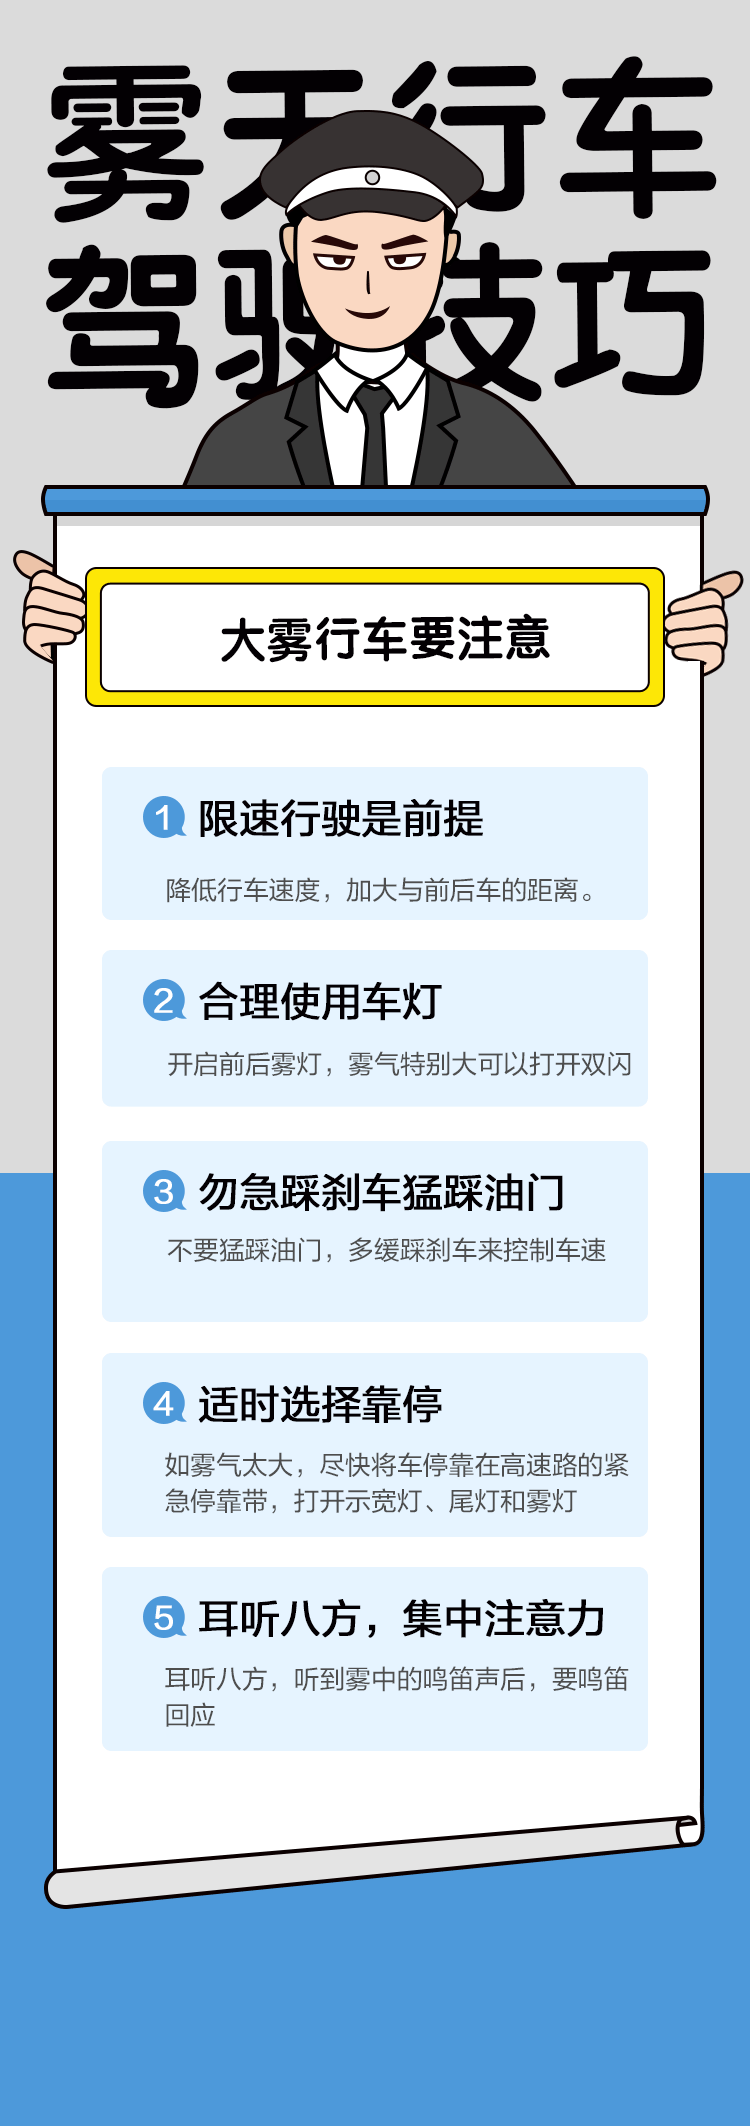 雾天行车
驾驶技巧
大雾行车要注意
1 限速行驶是前提
降低行车速度，加大与前后车的距离。
2 合理使用车灯
开启前后雾灯，雾气特别大可以打开双闪
3 勿急踩刹车猛踩油门
不要猛踩油门，多缓踩刹车来控制车速
4 适时选择靠停
如雾气太大，尽快将车停靠在高速路的紧
急停靠带，打开示宽灯、尾灯和雾灯
5 耳听八方，集中注意力
耳听八方，听到雾中的鸣笛声后，要鸣笛
回应